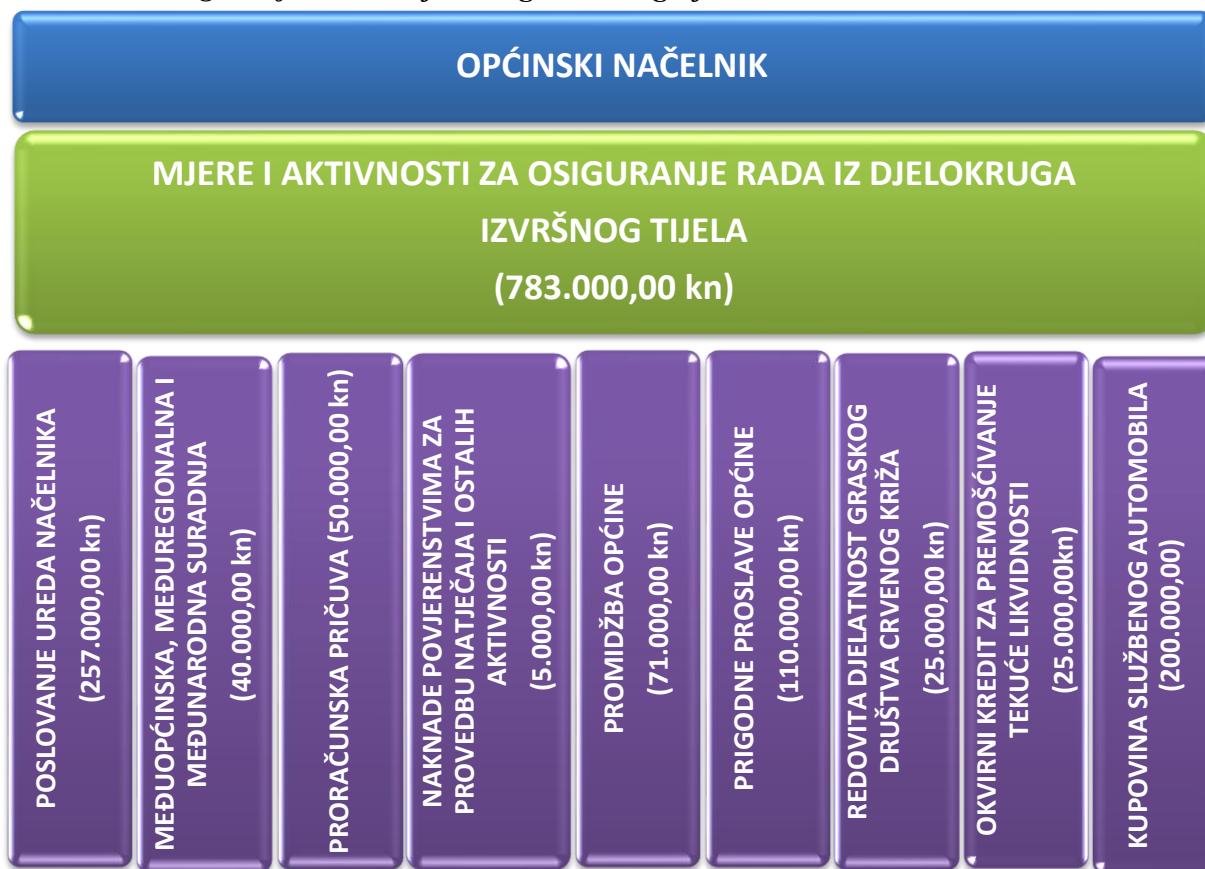 OPĆINSKI NAČELNIK
MJERE I AKTIVNOSTI ZA OSIGURANJE RADA IZ DJELOKRUGA
IZVRŠNOG TIJELA
(783.000,00 kn)
POSLOVANJE UREDA NAČELNIKA
(257.000,00 kn)
MEĐUOPĆINSKA, MEĐUREGIONALNA I
MEĐUNARODNA SURADNJA
(40.000,00 kn)
PRORAČUNSKA PRIČUVA (50.000,00 kn)
NAKNADE POVJERENSTVIMA ZA
PROVEDBU NATJEČAJA I OSTALIH
AKTIVNOSTI
(5.000,00 kn)
PROMIDŽBA OPĆINE
(71.000,00 kn)
PRIGODNE PROSLAVE OPĆINE
(110.000,00 kn)
REDOVITA DJELATNOST GRASKOG
DRUŠTVA CRVENOG KRIŽA
(25.000,00 kn)
OKVIRNI KREDIT ZA PREMOŠĆIVANJE
TEKUĆE LIKVIDNOSTI
(25.000,00kn)
KUPOVINA SLUŽBENOG AUTOMOBILA
(200.000,00)